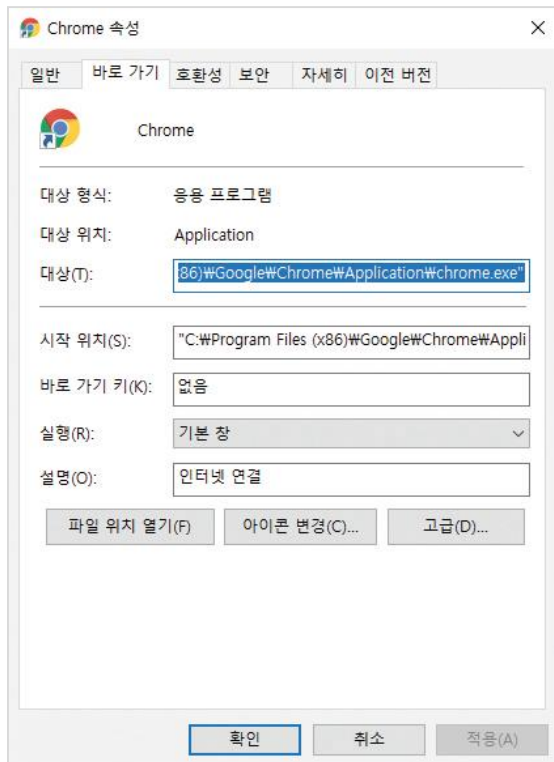 Chrome 속성
일반 바로 가기 호환성 보안 자세히 이전 버전
Chrome
대상 형식: 응용 프로그램
대상 위치: Application
대상(T): :86)₩Google₩Chrome₩Application₩chrome.exe"
시작 위치(S): "C:₩Program Files (x86)₩Google₩Chrome₩Appli
바로 가기 키(K): 없음
실행(R): 기본 창
설명(O): 인터넷 연결
파일 위치 열기(F) 아이콘 변경(C)... 고급(D)...
확인 취소 적용(A)